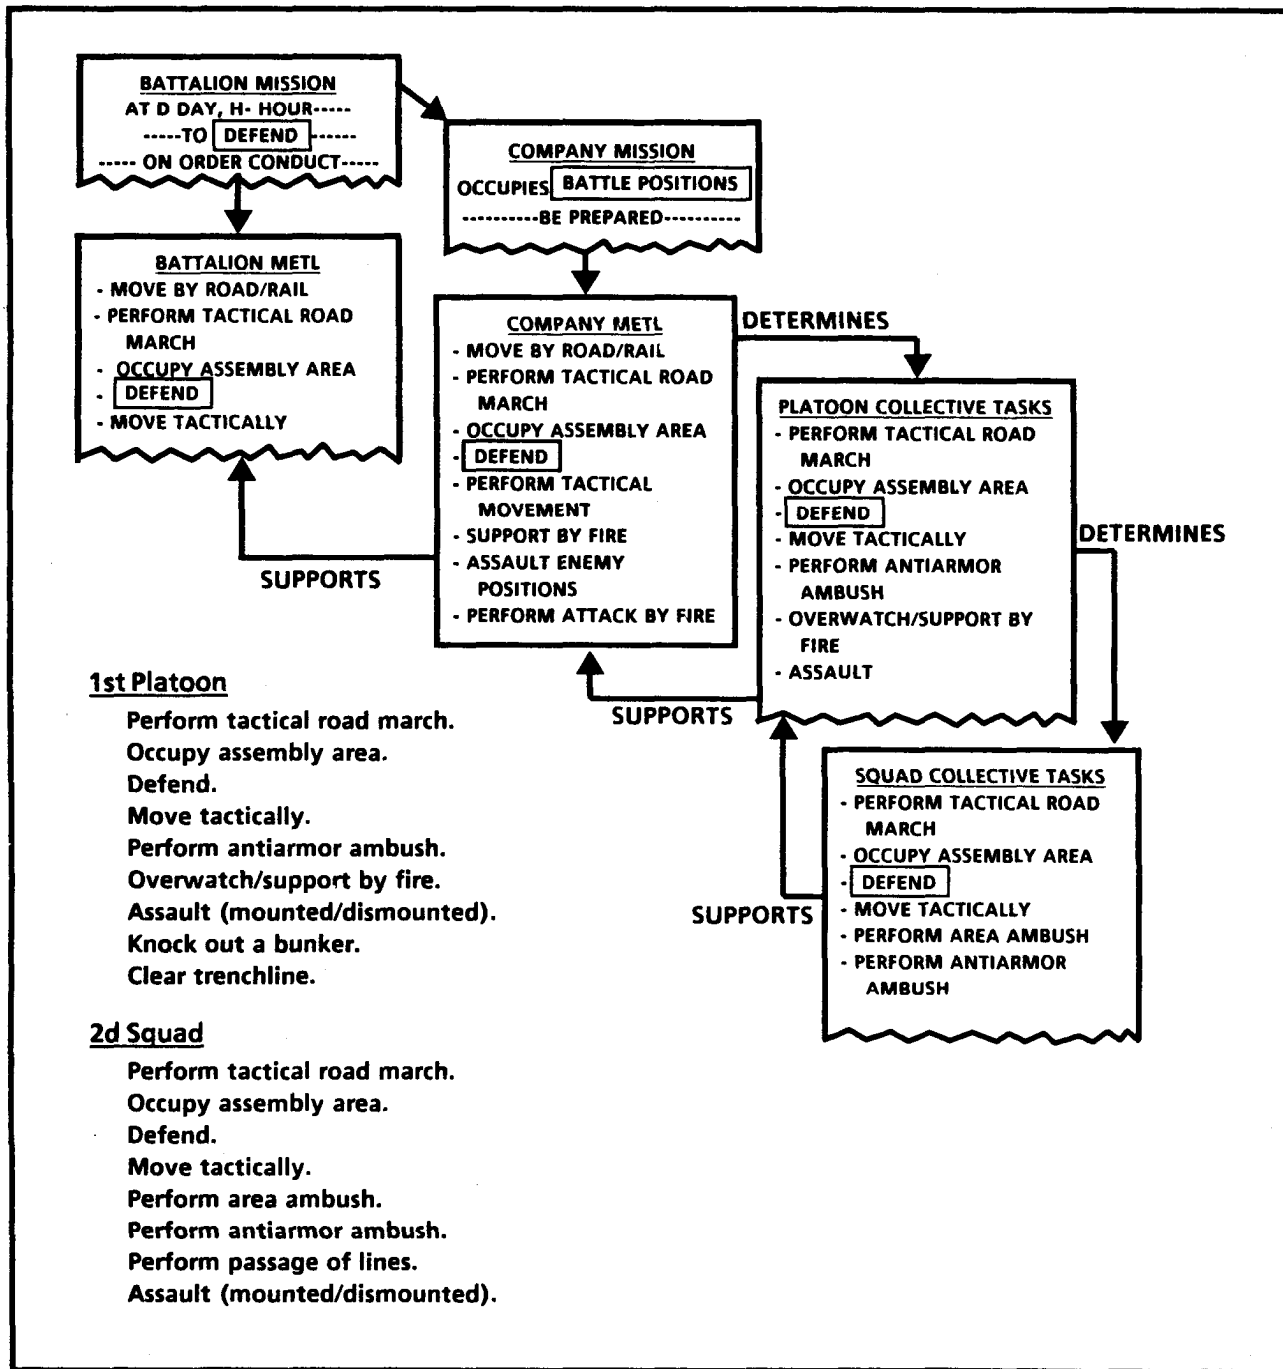 BATTALION MISSION
AT D DAY, H- HOUR-----
-----TO DEFEND ------
----- ON ORDER CONDUCT-----
COMPANY MISSION
OCCUPIES BATTLE POSITIONS
----------BE PREPARED----------
BATTALION METL
- MOVE BY ROAD/RAIL
- PERFORM TACTICAL ROAD
MARCH
- OCCUPY ASSEMBLY AREA
- DEFEND
- MOVE TACTICALLY
COMPANY METL
- MOVE BY ROAD/RAIL
- PERFORM TACTICAL ROAD
MARCH
- OCCUPY ASSEMBLY AREA
- DEFEND
- PERFORM TACTICAL
MOVEMENT
- SUPPORT BY FIRE
- ASSAULT ENEMY
POSITIONS
- PERFORM ATTACK BY FIRE
DETERMINES
PLATOON COLLECTIVE TASKS
- PERFORM TACTICAL ROAD
MARCH
- OCCUPY ASSEMBLY AREA
- DEFEND
- MOVE TACTICALLY
- PERFORM ANTIARMOR
AMBUSH
- OVERWATCH/SUPPORT BY
FIRE
- ASSAULT
DETERMINES
SUPPORTS
SUPPORTS
SQUAD COLLECTIVE TASKS
- PERFORM TACTICAL ROAD
MARCH
- OCCUPY ASSEMBLY AREA
- DEFEND
- MOVE TACTICALLY
- PERFORM AREA AMBUSH
- PERFORM ANTIARMOR
AMBUSH
SUPPORTS
1st Platoon
Perform tactical road march.
Occupy assembly area.
Defend.
Move tactically.
Perform antiarmor ambush.
Overwatch/support by fire.
Assault (mounted/dismounted).
Knock out a bunker.
Clear trenchline.
2d Squad
Perform tactical road march.
Occupy assembly area.
Defend.
Move tactically.
Perform area ambush.
Perform antiarmor ambush.
Perform passage of lines.
Assault (mounted/dismounted).